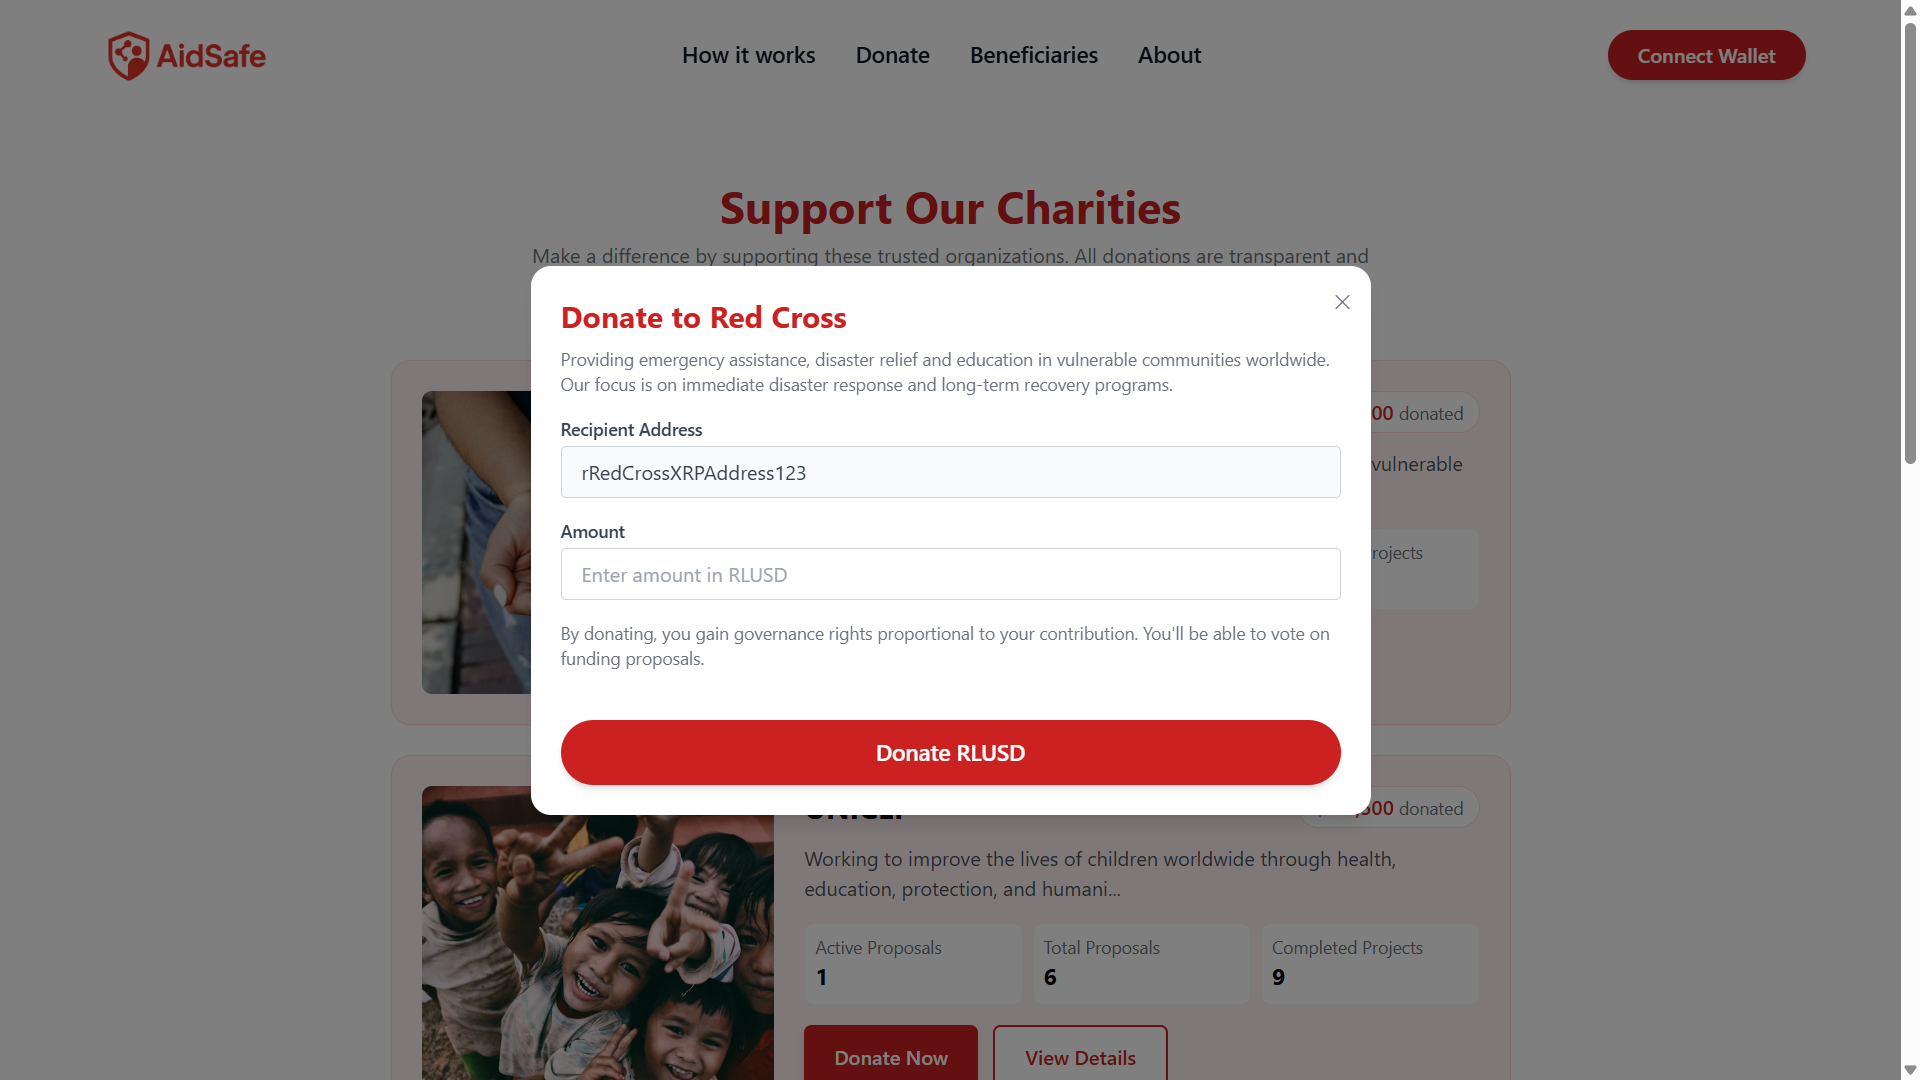 AidSafe
How it works
Donate
Beneficiaries
About
Connect Wallet
Support Our Charities
Make a difference by supporting these trusted organizations. All donations are transparent and
Donate to Red Cross
Providing emergency assistance, disaster relief and education in vulnerable communities worldwide.
Our focus is on immediate disaster response and long-term recovery programs.
Recipient Address
rRedCrossXRPAddress123
Amount
Enter amount in RLUSD
By donating, you gain governance rights proportional to your contribution. You'll be able to vote on
funding proposals.
Donate RLUSD
00 donated
vulnerable
rojects
500 donated
Working to improve the lives of children worldwide through health,
education, protection, and humani...
Active Proposals
1
Total Proposals
6
Completed Projects
9
Donate Now
View Details